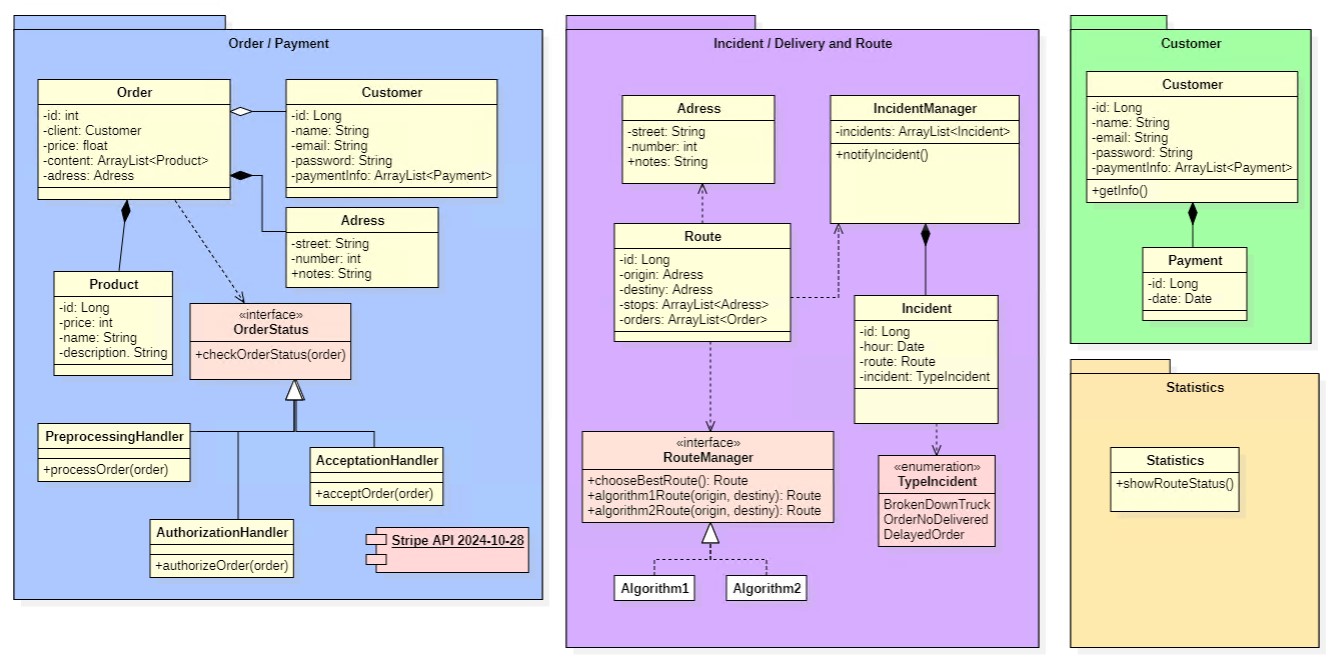 Order / Payment
Order
-id: int
-client: Customer
-price: float
-content: ArrayList<Product>
-adress: Adress
Customer
-id: Long
-name: String
-email: String
-password: String
-paymentInfo: ArrayList<Payment>
Adress
-street: String
-number: int
+notes: String
Product
-id: Long
-price: int
-name: String
-description. String
«interface»
OrderStatus
+checkOrderStatus(order)
PreprocessingHandler
+processOrder(order)
AcceptationHandler
+acceptOrder(order)
AuthorizationHandler
+authorizeOrder(order)
Stripe API 2024-10-28
Incident / Delivery and Route
Adress
-street: String
-number: int
+notes: String
IncidentManager
-incidents: ArrayList<Incident>
+notifyIncident()
Route
-id: Long
-origin: Adress
-destiny: Adress
-stops: ArrayList<Adress>
-orders: ArrayList<Order>
Incident
-id: Long
-hour: Date
-route: Route
-incident: TypeIncident
«interface»
RouteManager
+chooseBestRoute(): Route
+algorithm1Route(origin, destiny): Route
+algorithm2Route(origin, destiny): Route
«enumeration»
TypeIncident
BrokenDownTruck
OrderNoDelivered
DelayedOrder
Algorithm1
Algorithm2
Customer
Customer
-id: Long
-name: String
-email: String
-password: String
-paymentInfo: ArrayList<Payment>
+getInfo()
Payment
-id: Long
-date: Date
Statistics
Statistics
+showRouteStatus()